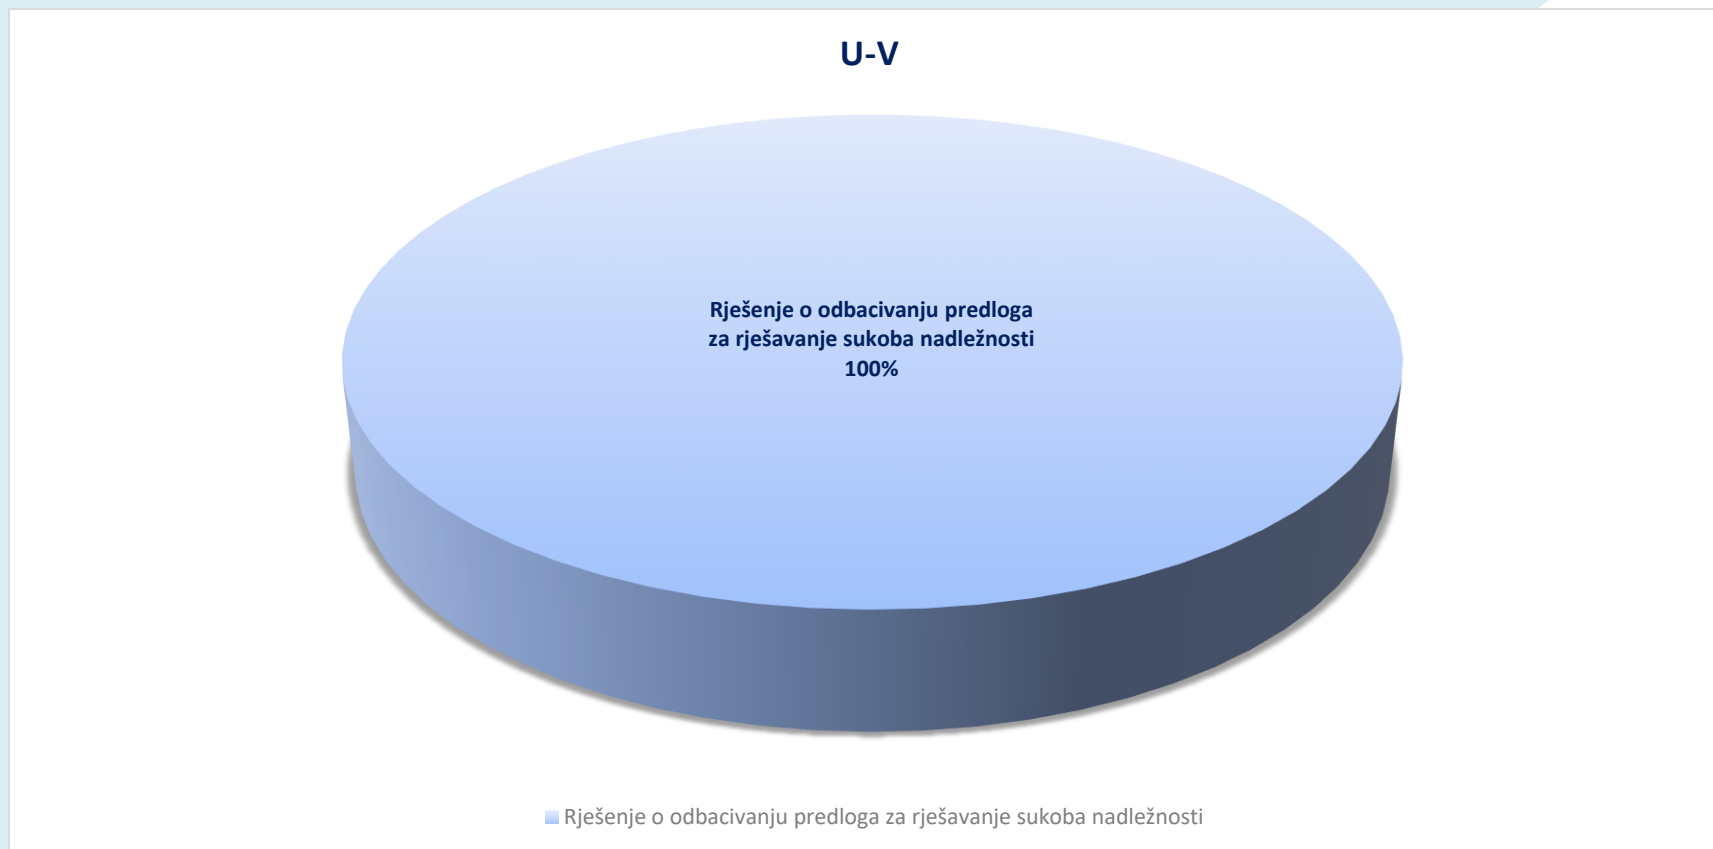 U-V
Rješenje o odbacivanju predloga
za rješavanje sukoba nadležnosti
100%
Rješenje o odbacivanju predloga za rješavanje sukoba nadležnosti